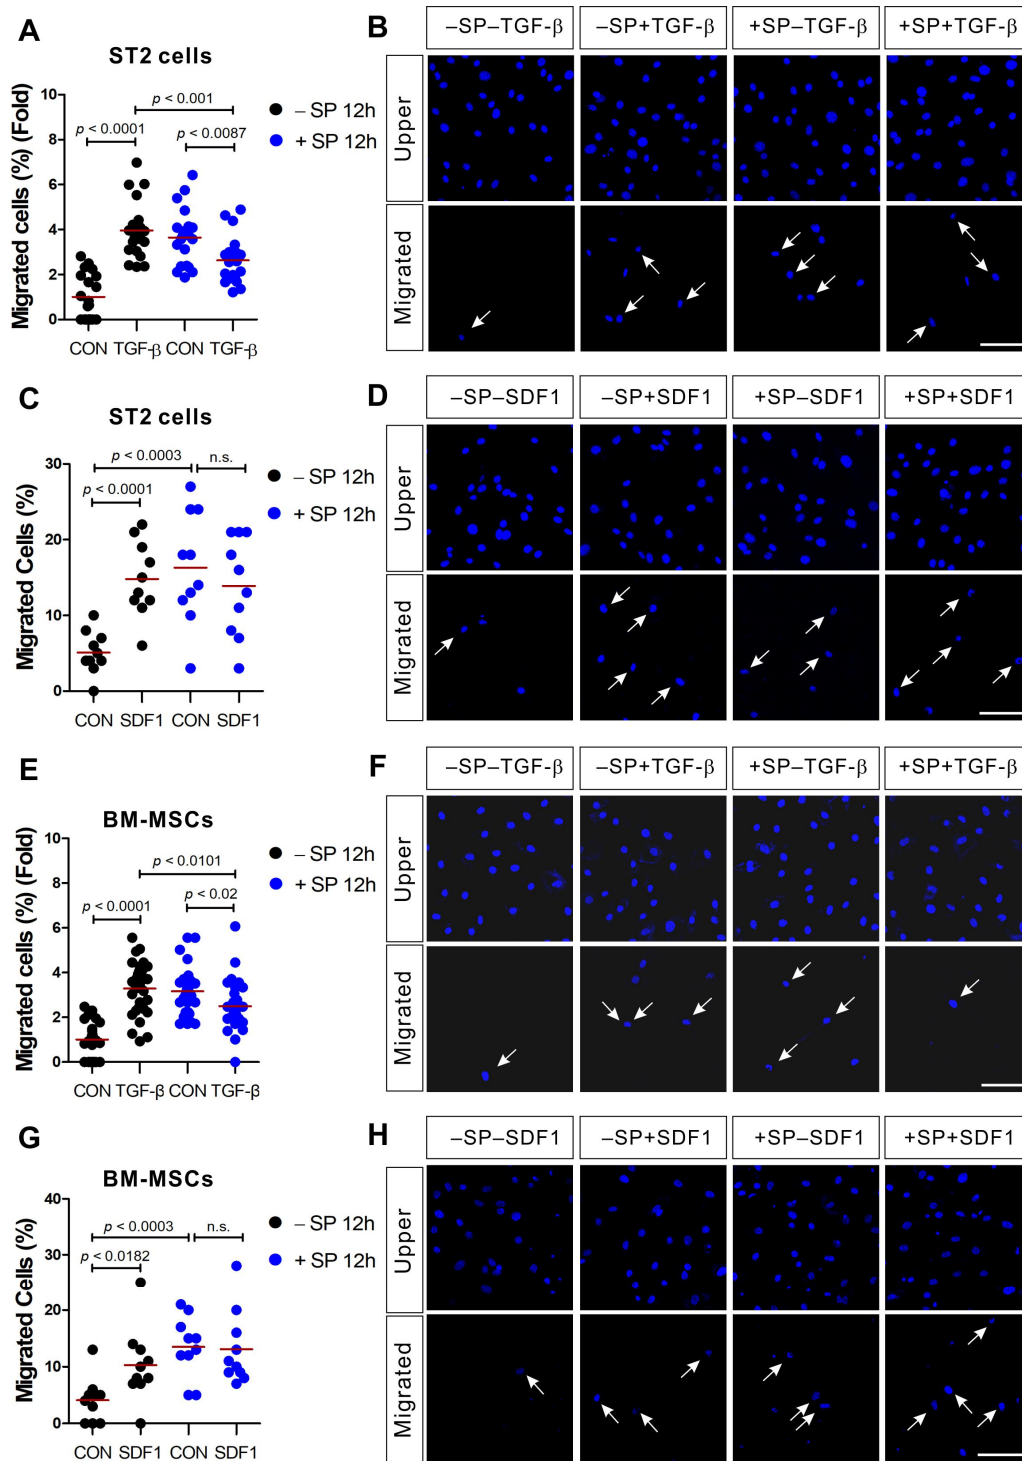 A
ST2 cells
Migrated cells (%) (Fold)
10
8
6
4
2
0
p < 0.001
p < 0.0001
p < 0.0087
– SP 12h
+ SP 12h
CON TGF-β CON TGF-β
B
–SP–TGF-β –SP+TGF-β +SP–TGF-β +SP+TGF-β
Upper
Migrated
C
ST2 cells
Migrated Cells (%)
30
20
10
0
p < 0.0003
n.s.
p < 0.0001
– SP 12h
+ SP 12h
CON SDF1 CON SDF1
D
–SP–SDF1 –SP+SDF1 +SP–SDF1 +SP+SDF1
Upper
Migrated
E
BM-MSCs
Migrated cells (%) (Fold)
10
8
6
4
2
0
p < 0.0101
p < 0.0001
p < 0.02
– SP 12h
+ SP 12h
CON TGF-β CON TGF-β
F
–SP–TGF-β –SP+TGF-β +SP–TGF-β +SP+TGF-β
Upper
Migrated
G
BM-MSCs
Migrated Cells (%)
40
30
20
10
0
p < 0.0003
n.s.
p < 0.0182
– SP 12h
+ SP 12h
CON SDF1 CON SDF1
H
–SP–SDF1 –SP+SDF1 +SP–SDF1 +SP+SDF1
Upper
Migrated